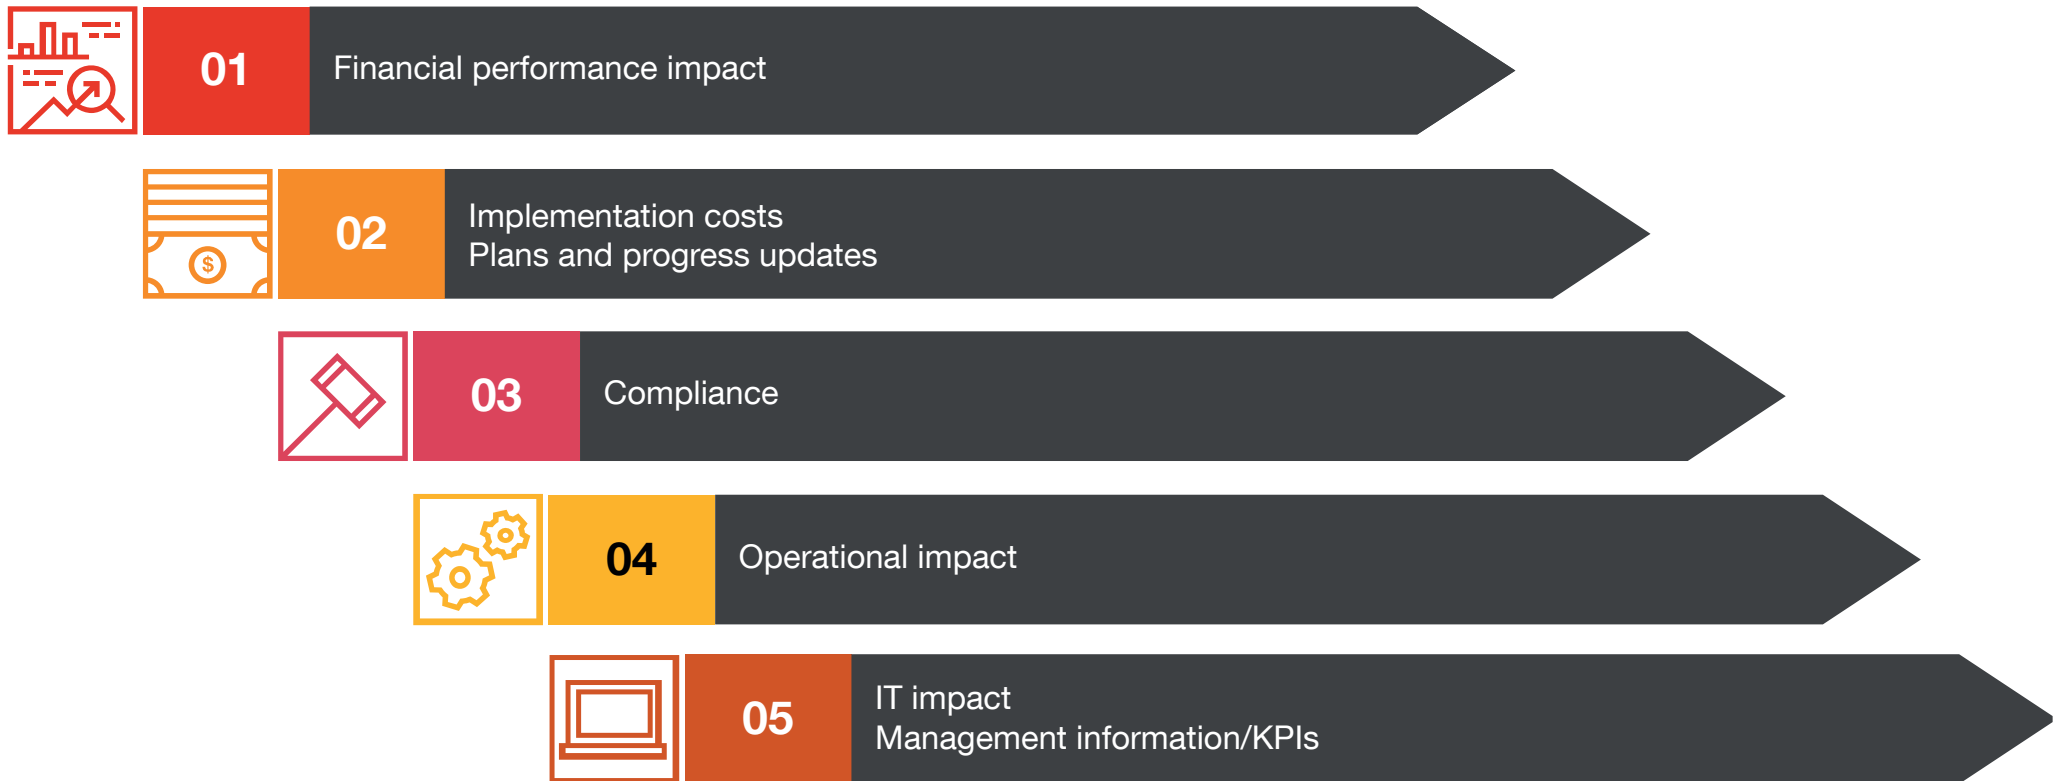 01
Financial performance impact
02
Implementation costs
Plans and progress updates
$
03
Compliance
04
Operational impact
05
IT impact
Management information/KPIs